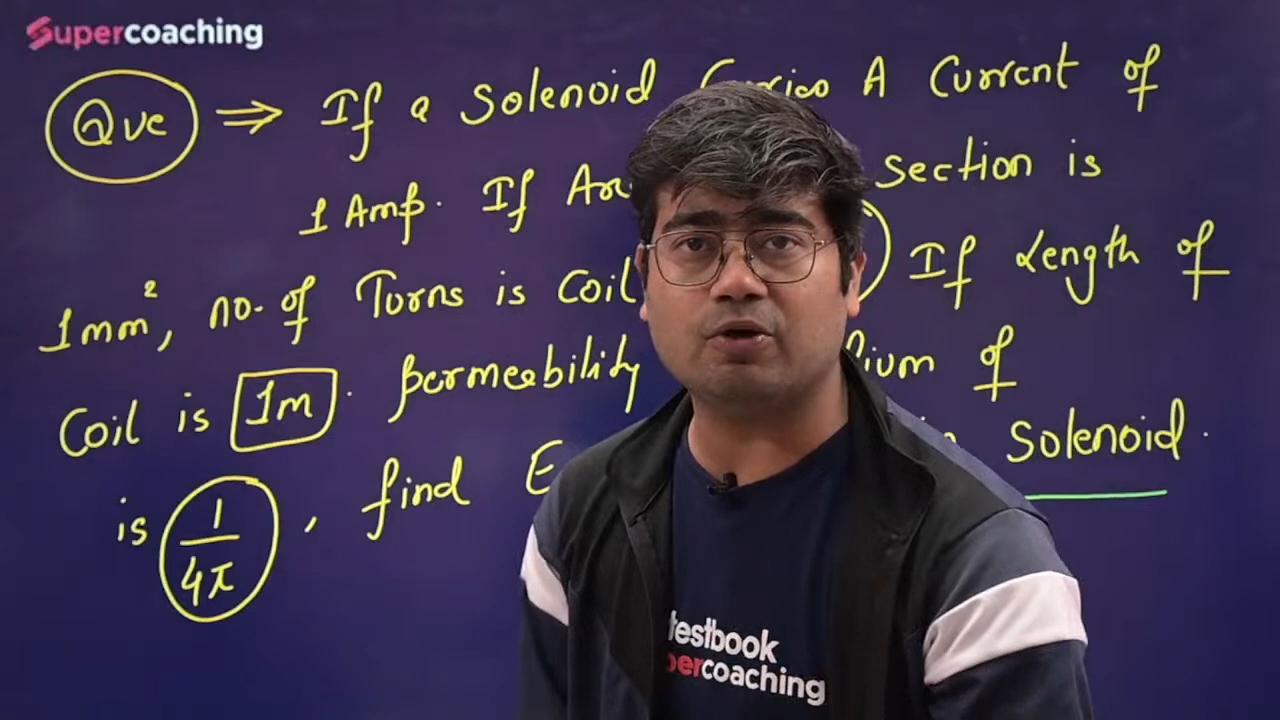 Supercoaching
Que ⇒ If a Solenoid A Current of
1 Amp. If section is
1mm², no. of Turns is Coil If Length of
Coil is 1m. permeability of
is 1/4π, find Solenoid.
testbook
supercoaching